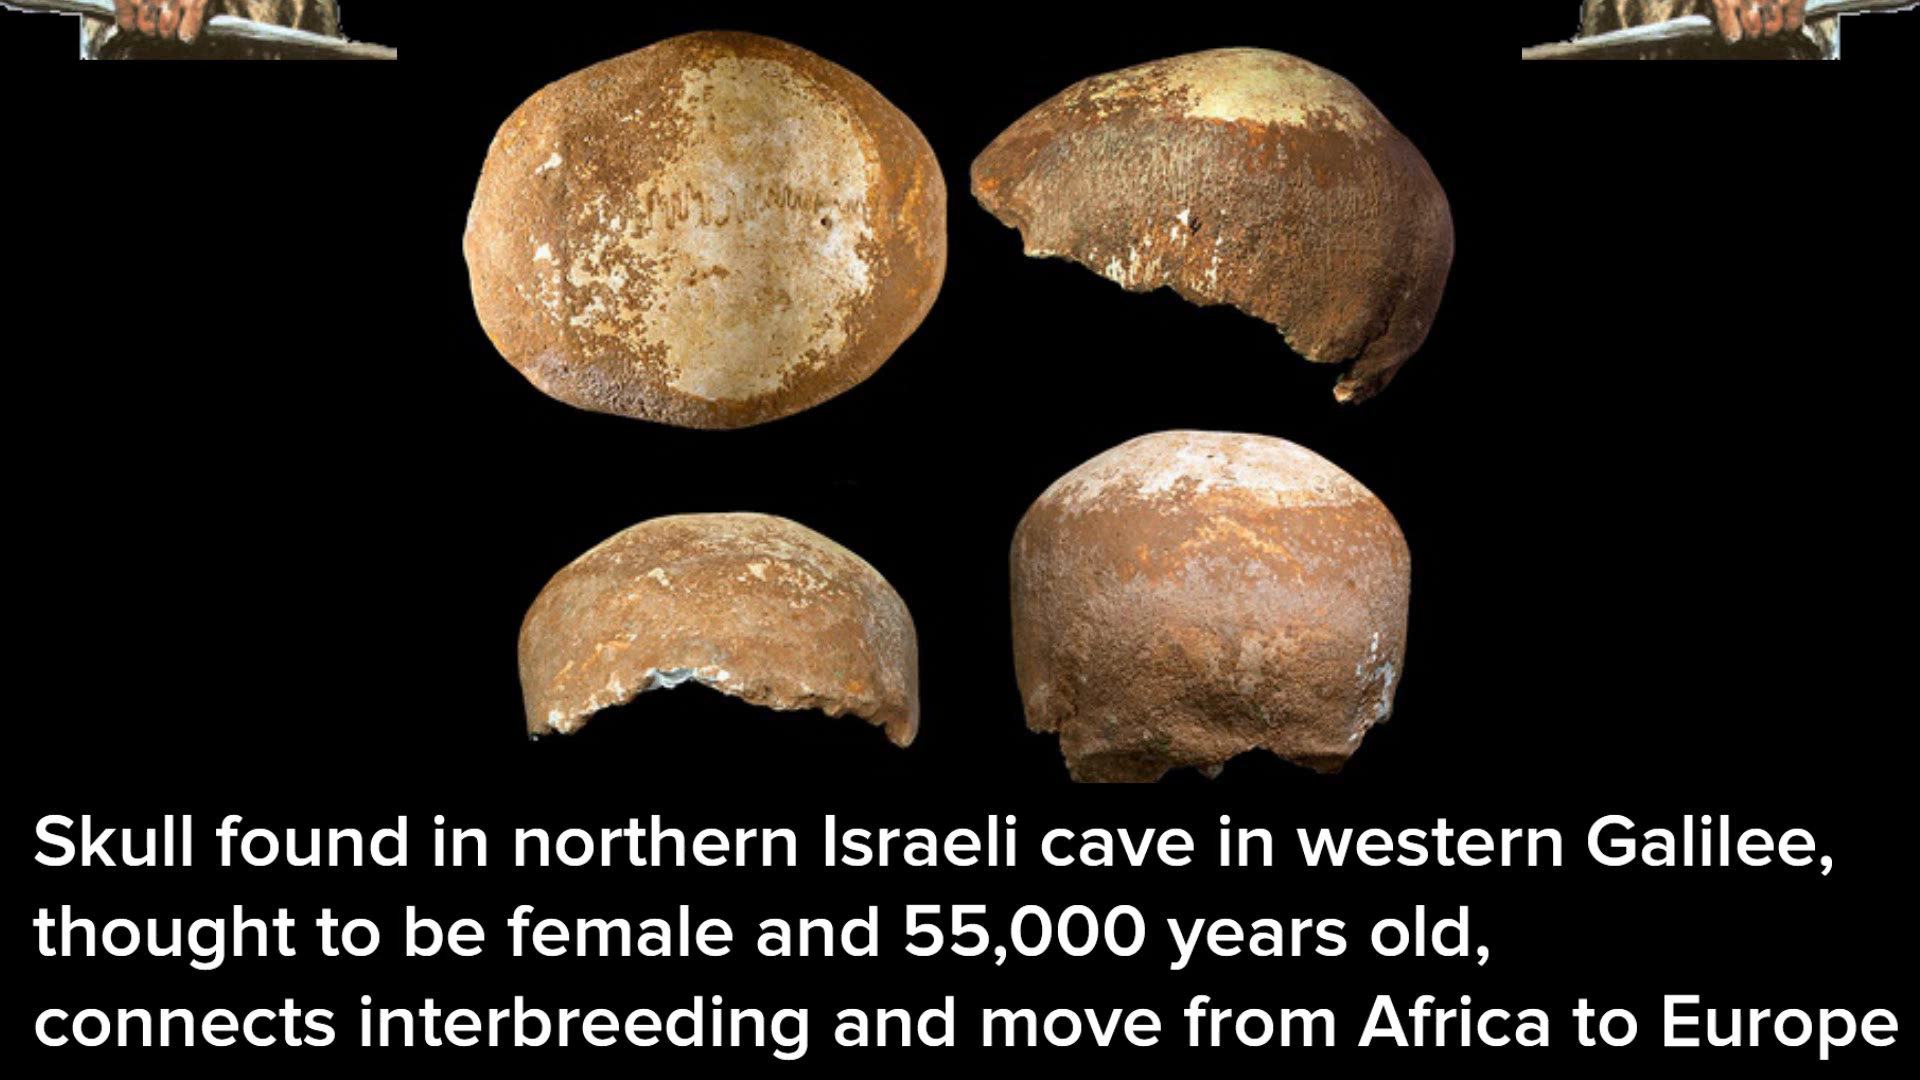 Skull found in northern Israeli cave in western Galilee,
thought to be female and 55,000 years old,
connects interbreeding and move from Africa to Europe